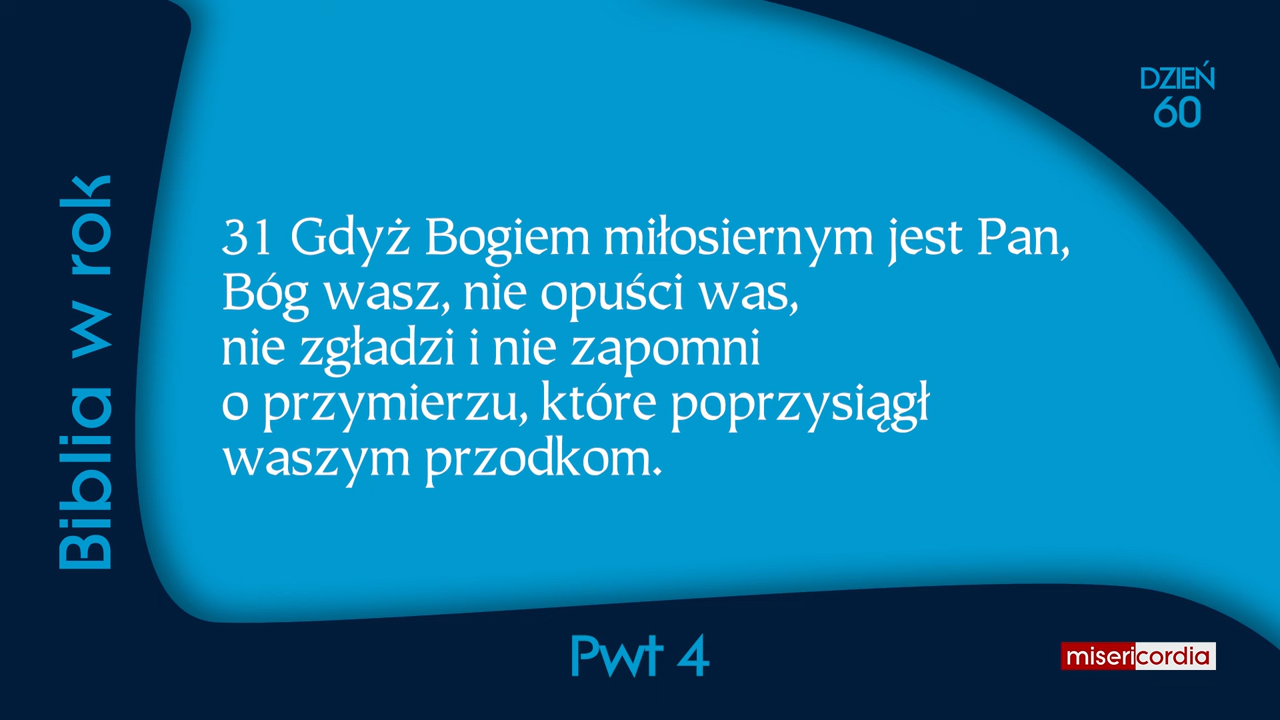 DZIEŃ
60
Biblia w rok
31 Gdyż Bogiem miłosiernym jest Pan,
Bóg wasz, nie opuści was,
nie zgładzi i nie zapomni
o przymierzu, które poprzysiągł
waszym przodkom.
Pwt 4
misericordia